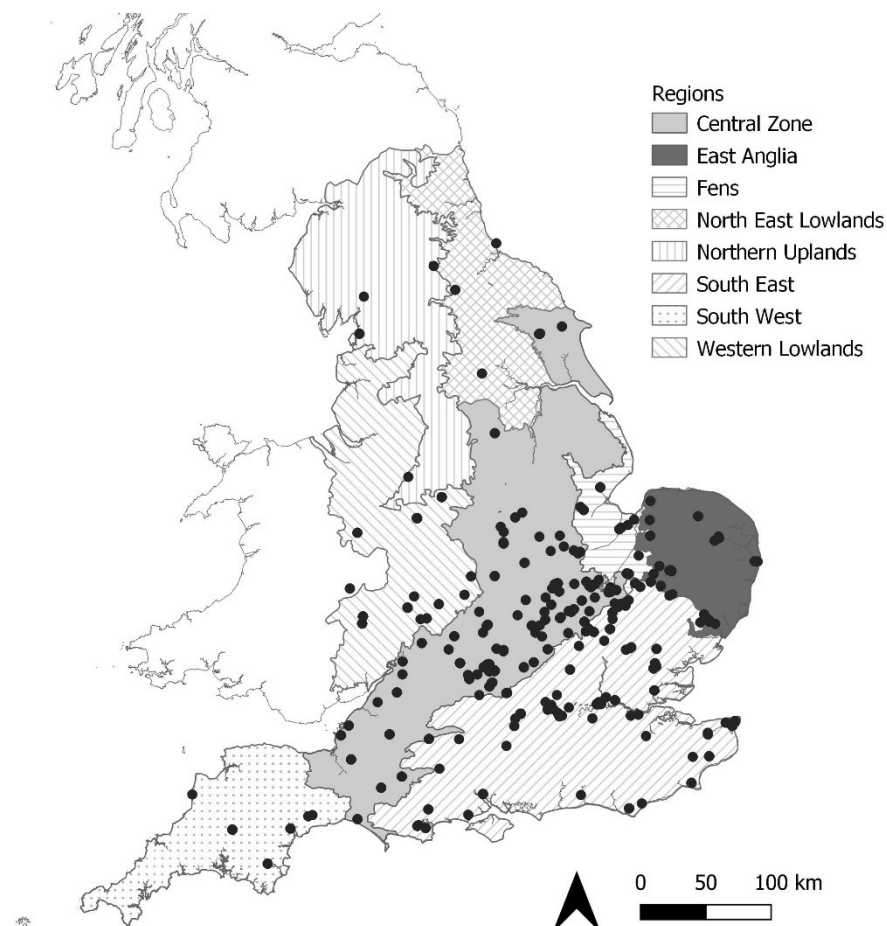 Regions
Central Zone
East Anglia
Fens
North East Lowlands
Northern Uplands
South East
South West
Western Lowlands
0 50 100 km